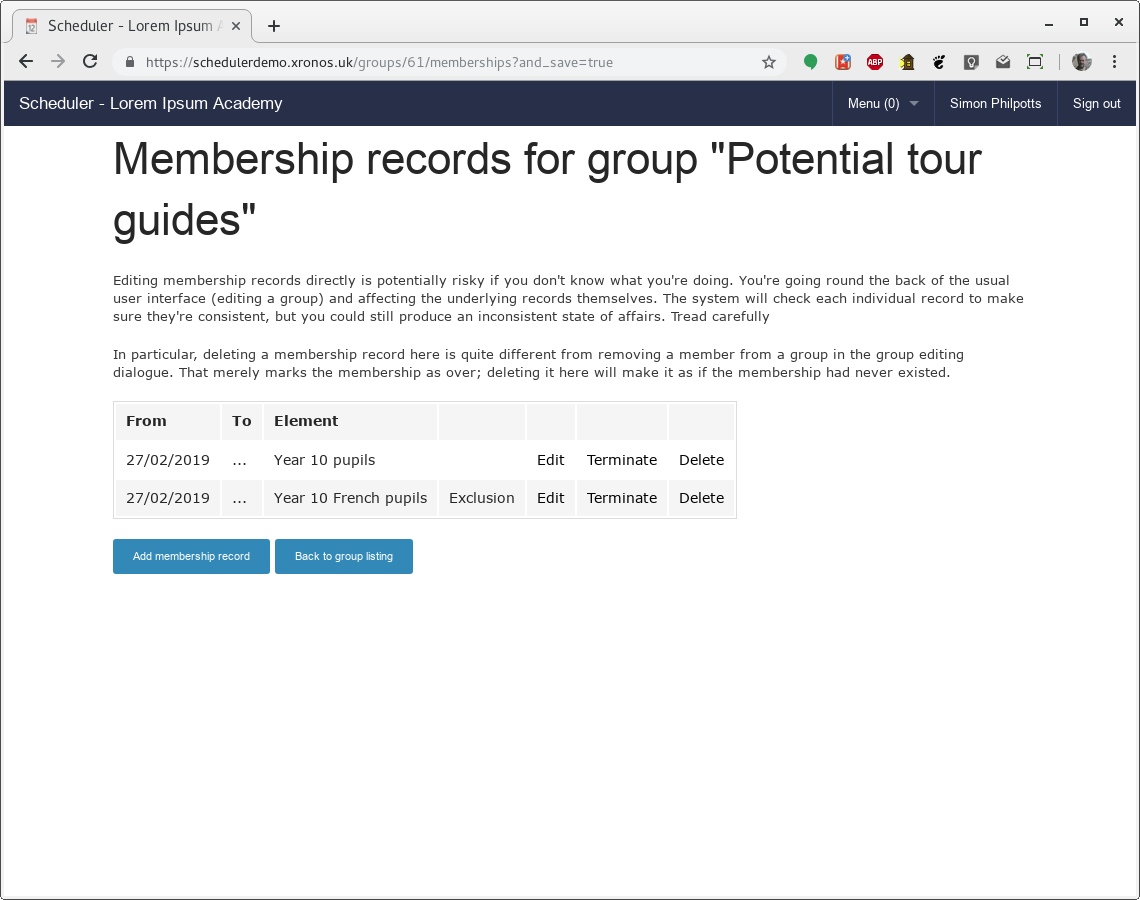 Scheduler - Lorem Ipsum A
https://schedulerdemo.xronos.uk/groups/61/memberships?and_save=true
ABP
Scheduler - Lorem Ipsum Academy
Menu (0)
Simon Philpotts
Sign out
Membership records for group "Potential tour
guides"
Editing membership records directly is potentially risky if you don't know what you're doing. You're going round the back of the usual
user interface (editing a group) and affecting the underlying records themselves. The system will check each individual record to make
sure they're consistent, but you could still produce an inconsistent state of affairs. Tread carefully
In particular, deleting a membership record here is quite different from removing a member from a group in the group editing
dialogue. That merely marks the membership as over; deleting it here will make it as if the membership had never existed.
From To Element
27/02/2019 ... Year 10 pupils Edit Terminate Delete
27/02/2019 ... Year 10 French pupils Exclusion Edit Terminate Delete
Add membership record
Back to group listing